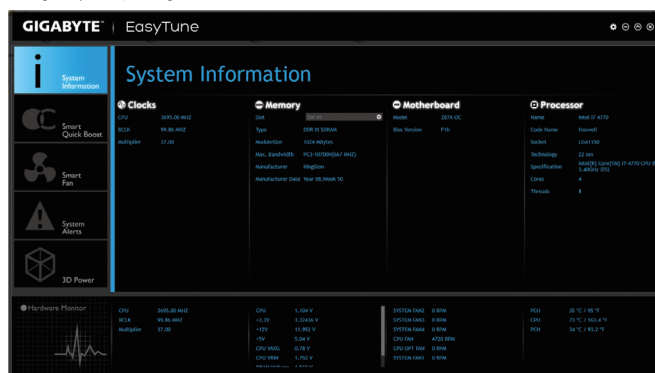 GIGABYTE™ EasyTune
System Information
System Information
Smart Quick Boost
Smart Fan
System Alerts
3D Power
Clocks
CPU 3695.00 MHZ
BCLK 99.86 MHZ
Multiplier 37.00
Memory
Slot
Type DDR III SDRAM
ModuleSize 1024 MBytes
Max. Bandwidth PC3-10700H(667 MHZ)
Manufacturer Kingston
Manufacturer Date Year 08,Week 50
Motherboard
Model Z87X-OC
Bios Version F1h
Processor
Name Intel i7 4770
Code Name Haswell
Socket LGA1150
Technology 22 nm
Specification Intel(R) Core(TM) i7-4770 CPU @
3.40GHz (ES)
Cores 4
Threads 8
Hardware Monitor
CPU 3695.00 MHZ
BCLK 99.86 MHZ
Multiplier 37.00
CPU 1.104 V
+3.3V 3.32436 V
+12V 11.952 V
+5V 5.04 V
CPU VAXG 0.78 V
CPU VRIN 1.752 V
SYSTEM FAN2 0 RPM
SYSTEM FAN3 0 RPM
SYSTEM FAN4 0 RPM
CPU FAN 4720 RPM
CPU OPT FAN 0 RPM
SYSTEM FAN1 0 RPM
PCH 35 °C / 95 °F
CPU 73 °C / 163.4 °F
PCH 34 °C / 93.2 °F